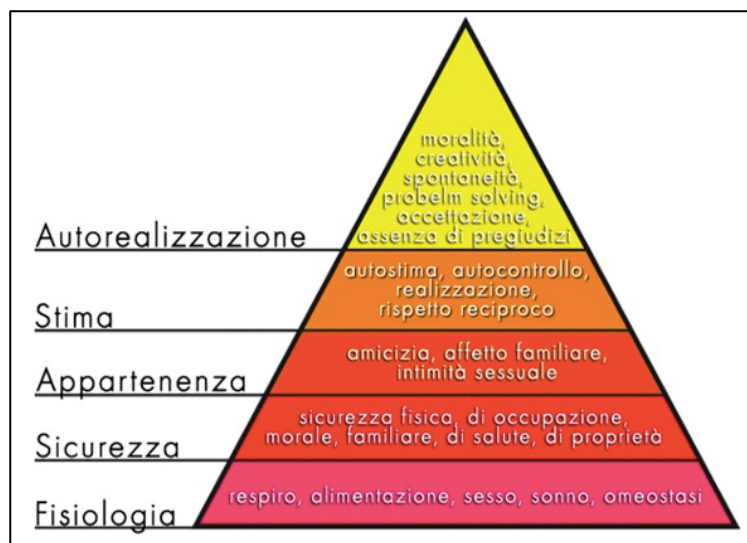 moralità,
creatività,
spontaneità,
probelm solving,
accettazione,
assenza di pregiudizi
Autorealizzazione
autostima, autocontrollo,
realizzazione,
rispetto reciproco
Stima
amicizia, affetto familiare,
intimità sessuale
Appartenenza
sicurezza fisica, di occupazione,
morale, familiare, di salute, di proprietà
Sicurezza
respiro, alimentazione, sesso, sonno, omeostasi
Fisiologia